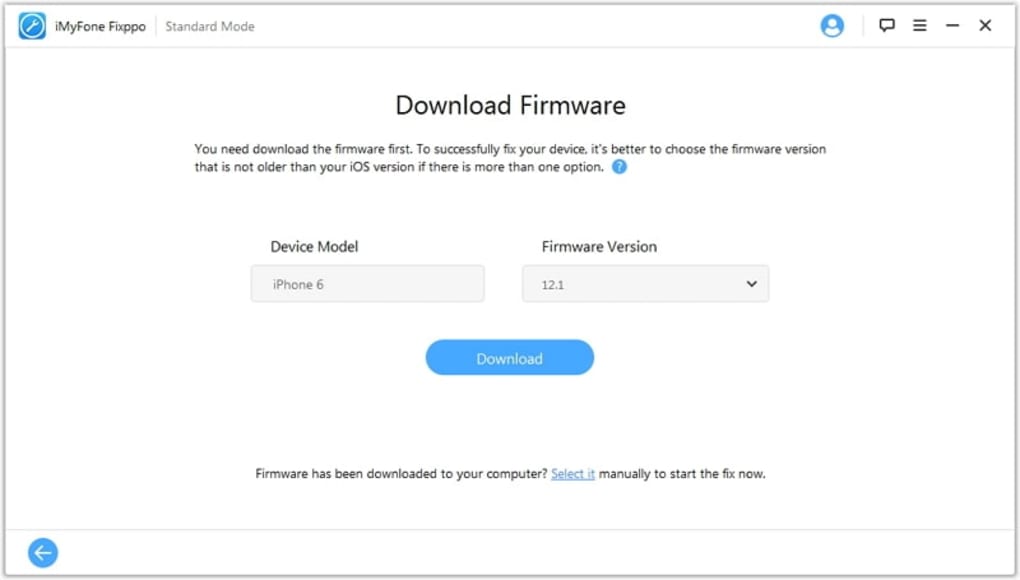 iMyFone Fixppo Standard Mode
Download Firmware
You need download the firmware first. To successfully fix your device, it's better to choose the firmware version
that is not older than your iOS version if there is more than one option. ?
Device Model Firmware Version
iPhone 6 12.1
Download
Firmware has been downloaded to your computer? Select it manually to start the fix now.